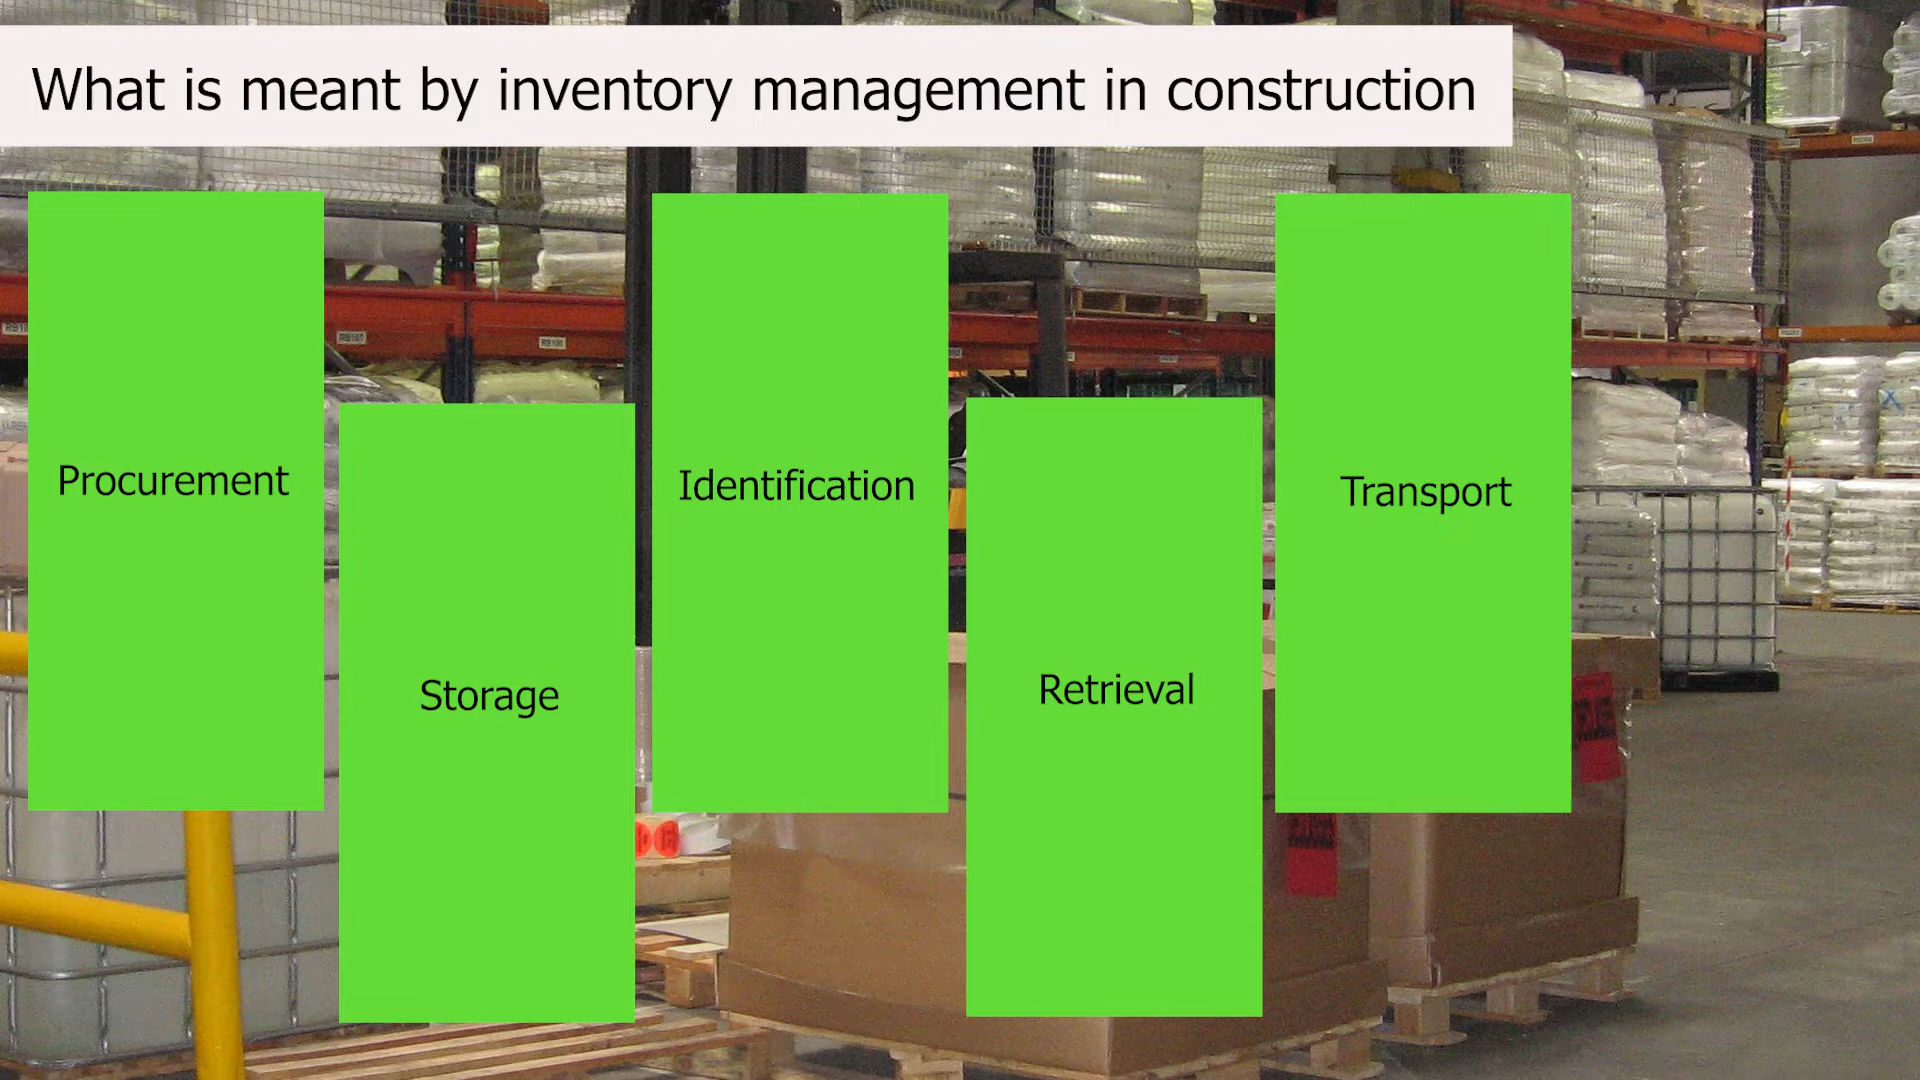 What is meant by inventory management in construction
Procurement
Storage
Identification
Retrieval
Transport